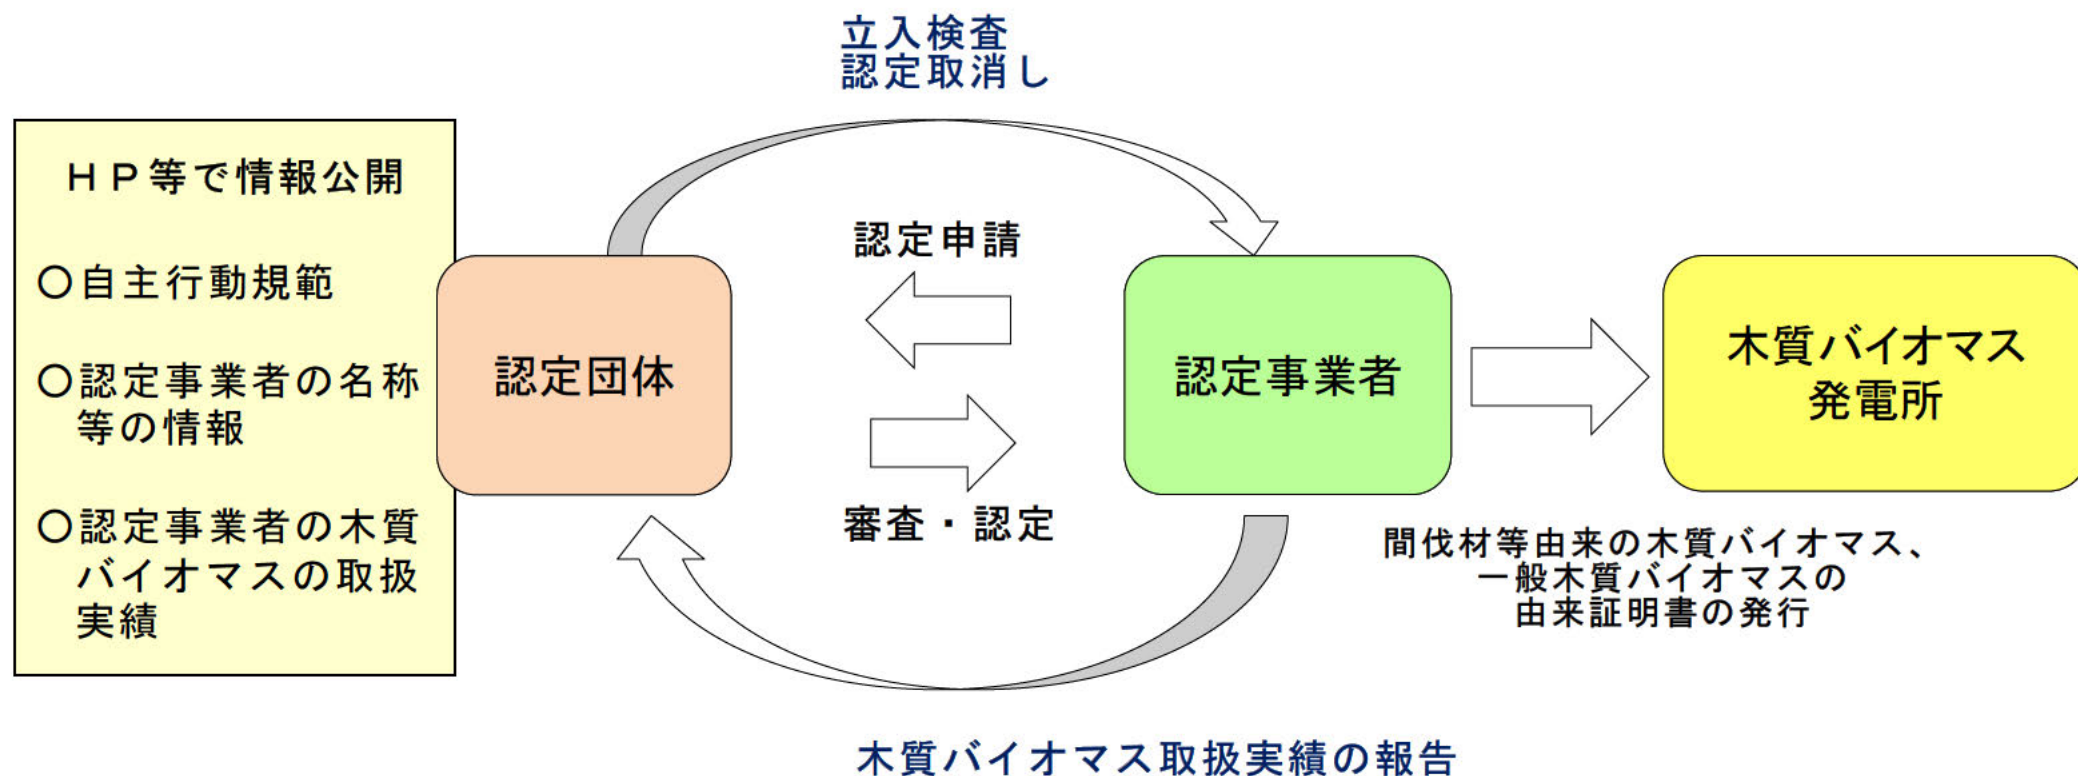 立入検査
認定取消し
ＨＰ等で情報公開
〇自主行動規範
〇認定事業者の名称
等の情報
〇認定事業者の木質
バイオマスの取扱
実績
認定団体
認定申請
審査・認定
認定事業者
木質バイオマス
発電所
間伐材等由来の木質バイオマス、
一般木質バイオマスの
由来証明書の発行
木質バイオマス取扱実績の報告